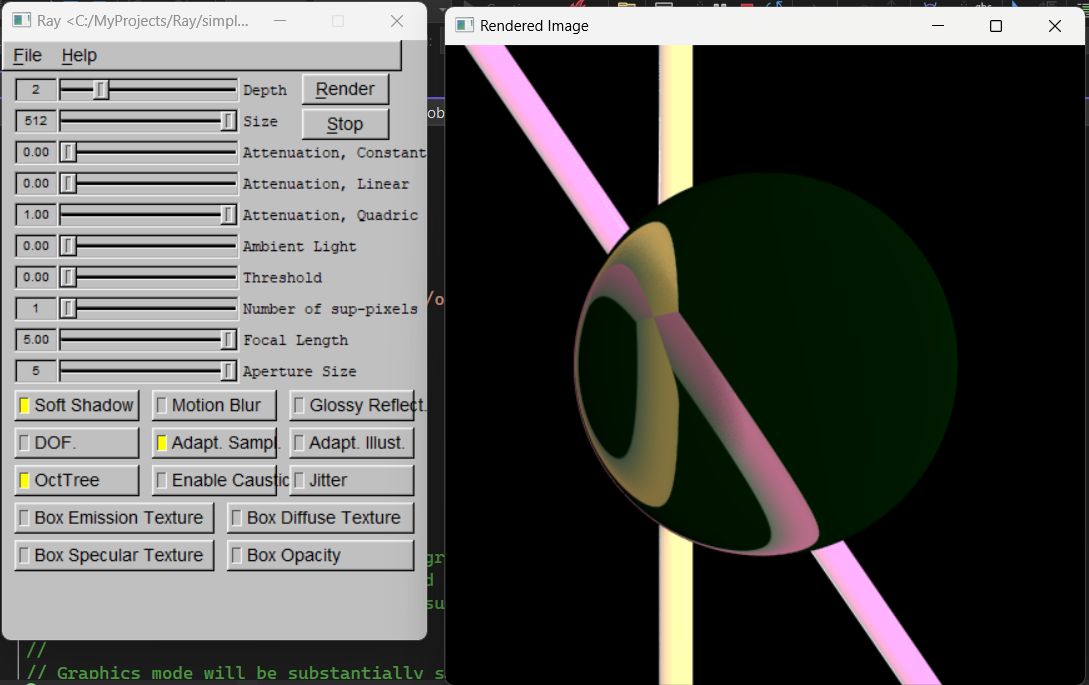 Ray <C:/MyProjects/Ray/simpl...
Rendered Image
File Help
2 Depth Render
512 Size Stop
0.00 Attenuation, Constant
0.00 Attenuation, Linear
1.00 Attenuation, Quadric
0.00 Ambient Light
0.00 Threshold
1 Number of sup-pixels
5.00 Focal Length
5 Aperture Size
Soft Shadow Motion Blur Glossy Reflect.
DOF. Adapt. Sampl. Adapt. Illust.
OctTree Enable Caustic Jitter
Box Emission Texture Box Diffuse Texture
Box Specular Texture Box Opacity
ob
/o
gr
d
su
//
// Graphics mode will be substantially s